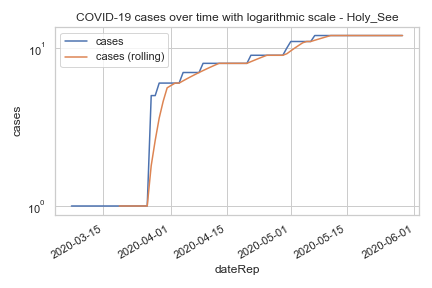 COVID-19 cases over time with logarithmic scale - Holy_See
cases
cases (rolling)
10¹
10⁰
cases
2020-03-15
2020-04-01
2020-04-15
2020-05-01
2020-05-15
2020-06-01
dateRep